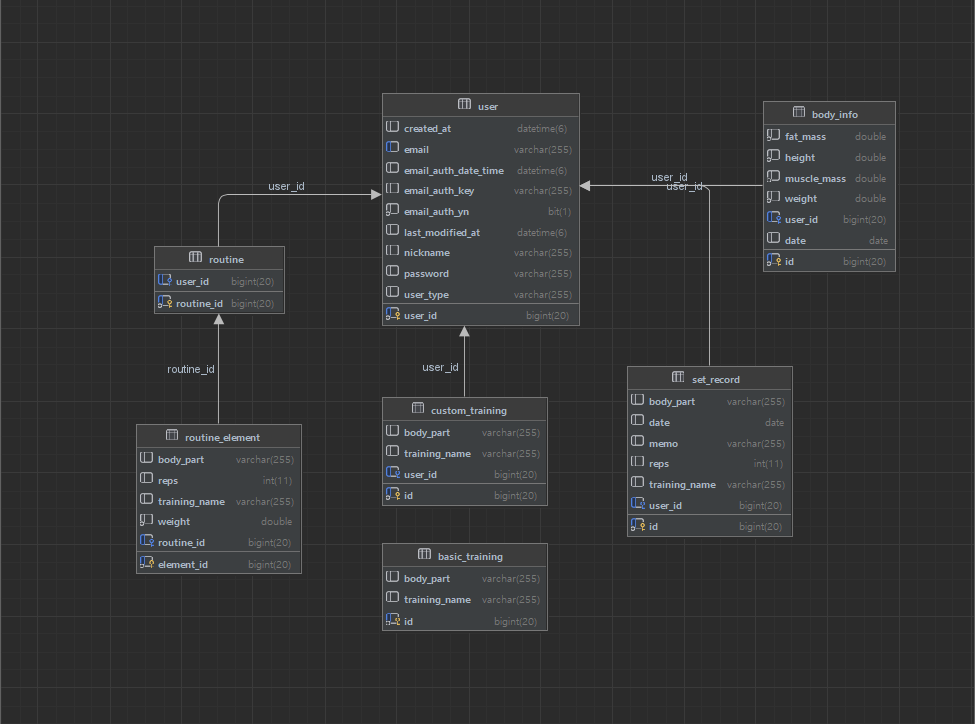 user
created_at datetime(6)
email varchar(255)
email_auth_date_time datetime(6)
email_auth_key varchar(255)
email_auth_yn bit(1)
last_modified_at datetime(6)
nickname varchar(255)
password varchar(255)
user_type varchar(255)
user_id bigint(20)
body_info
fat_mass double
height double
muscle_mass double
weight double
user_id bigint(20)
date date
id bigint(20)
user_id
user_id
user_id
routine
user_id bigint(20)
routine_id bigint(20)
routine_id
user_id
routine_element
body_part varchar(255)
reps int(11)
training_name varchar(255)
weight double
routine_id bigint(20)
element_id bigint(20)
custom_training
body_part varchar(255)
training_name varchar(255)
user_id bigint(20)
id bigint(20)
set_record
body_part varchar(255)
date date
memo varchar(255)
reps int(11)
training_name varchar(255)
user_id bigint(20)
id bigint(20)
basic_training
body_part varchar(255)
training_name varchar(255)
id bigint(20)